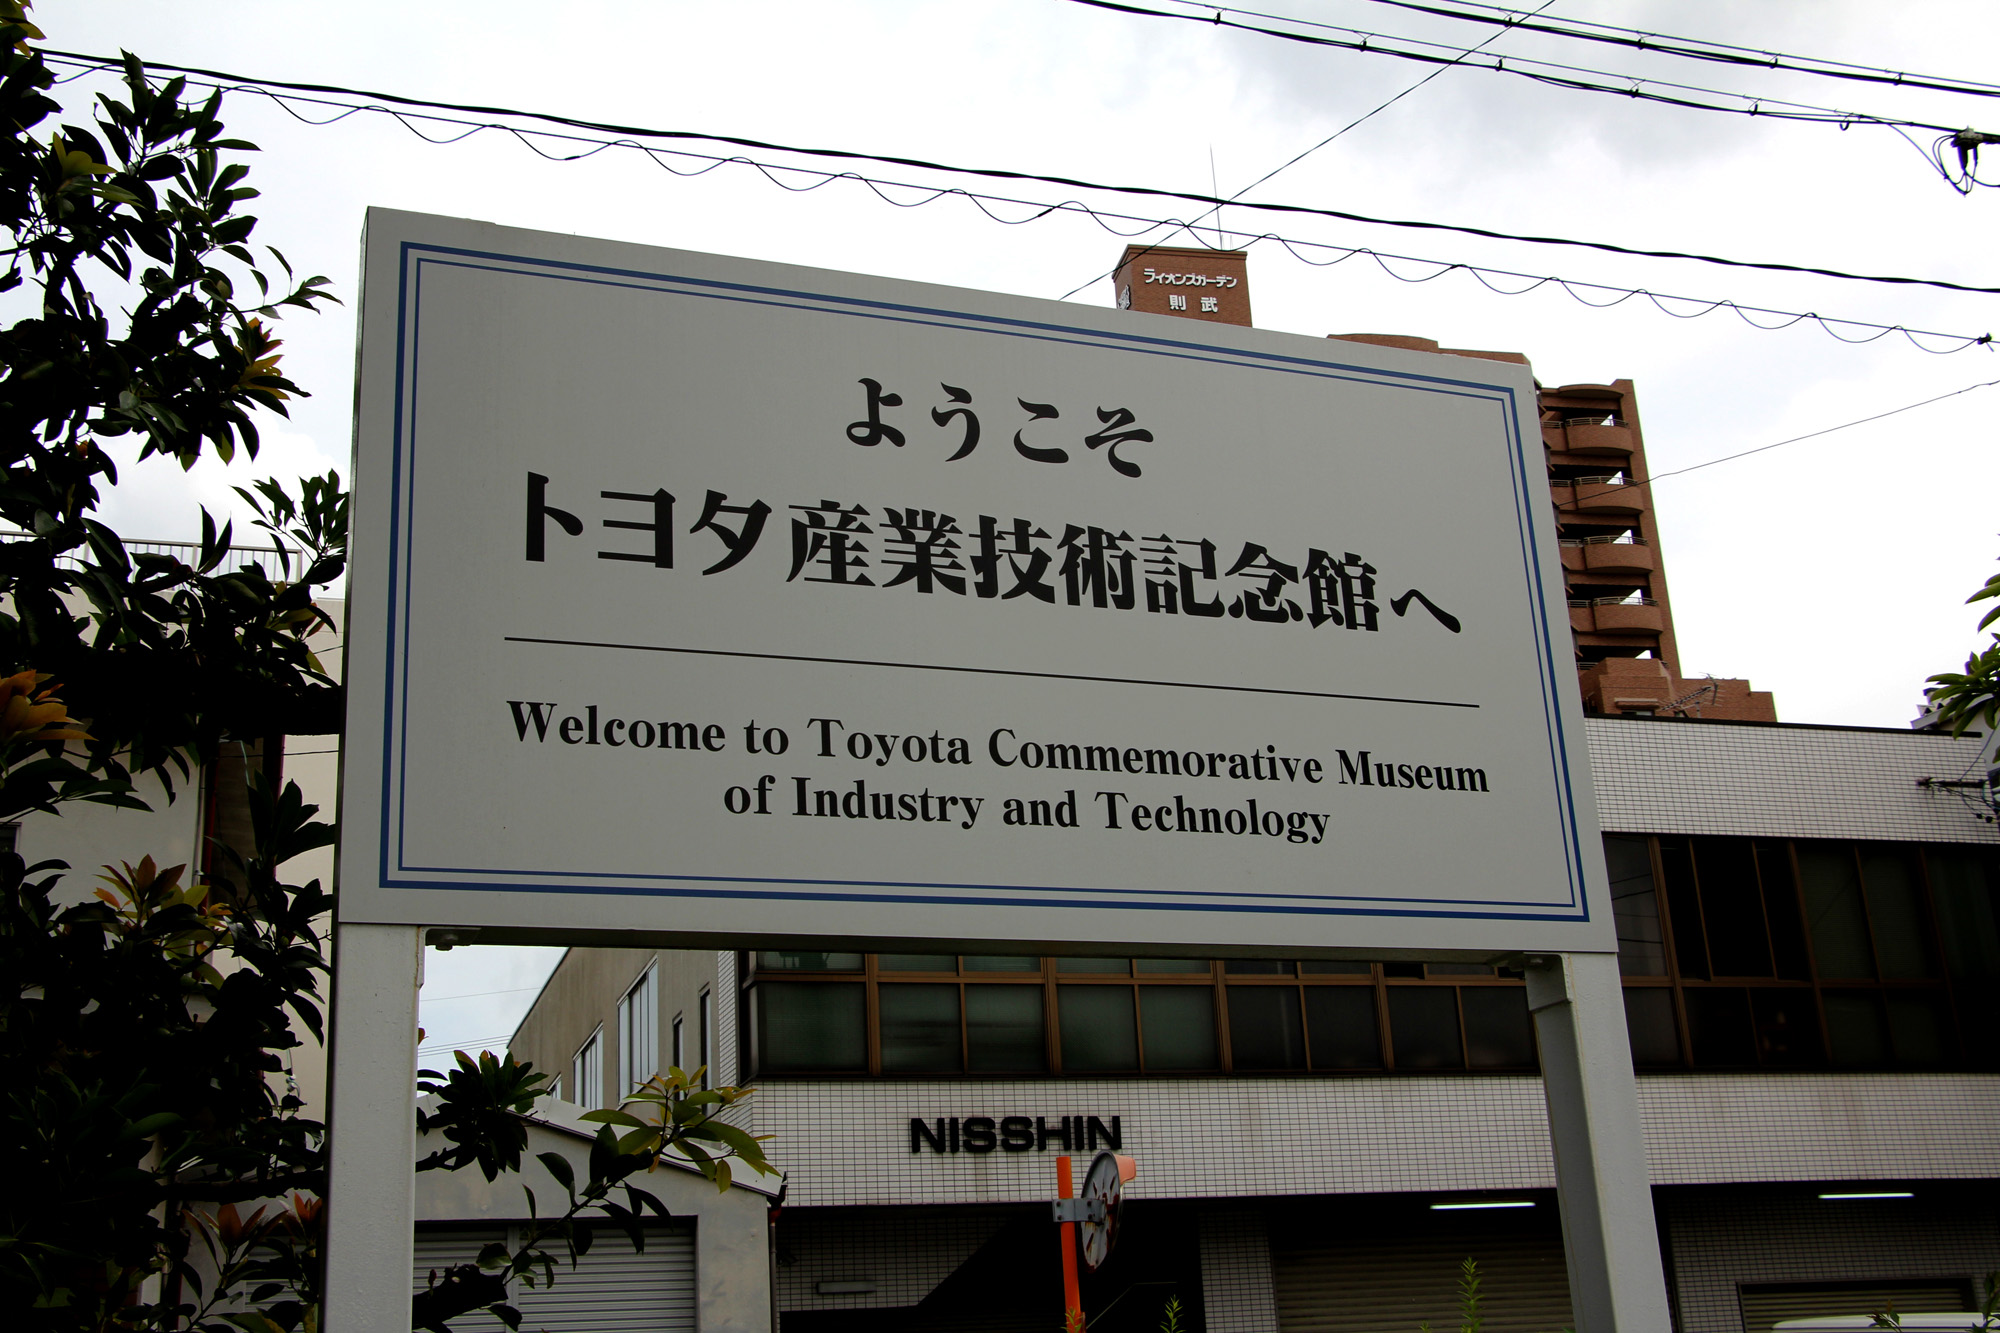 ライオンズガーデン
則武
ようこそ
トヨタ産業技術記念館へ
Welcome to Toyota Commemorative Museum
of Industry and Technology
NISSHIN